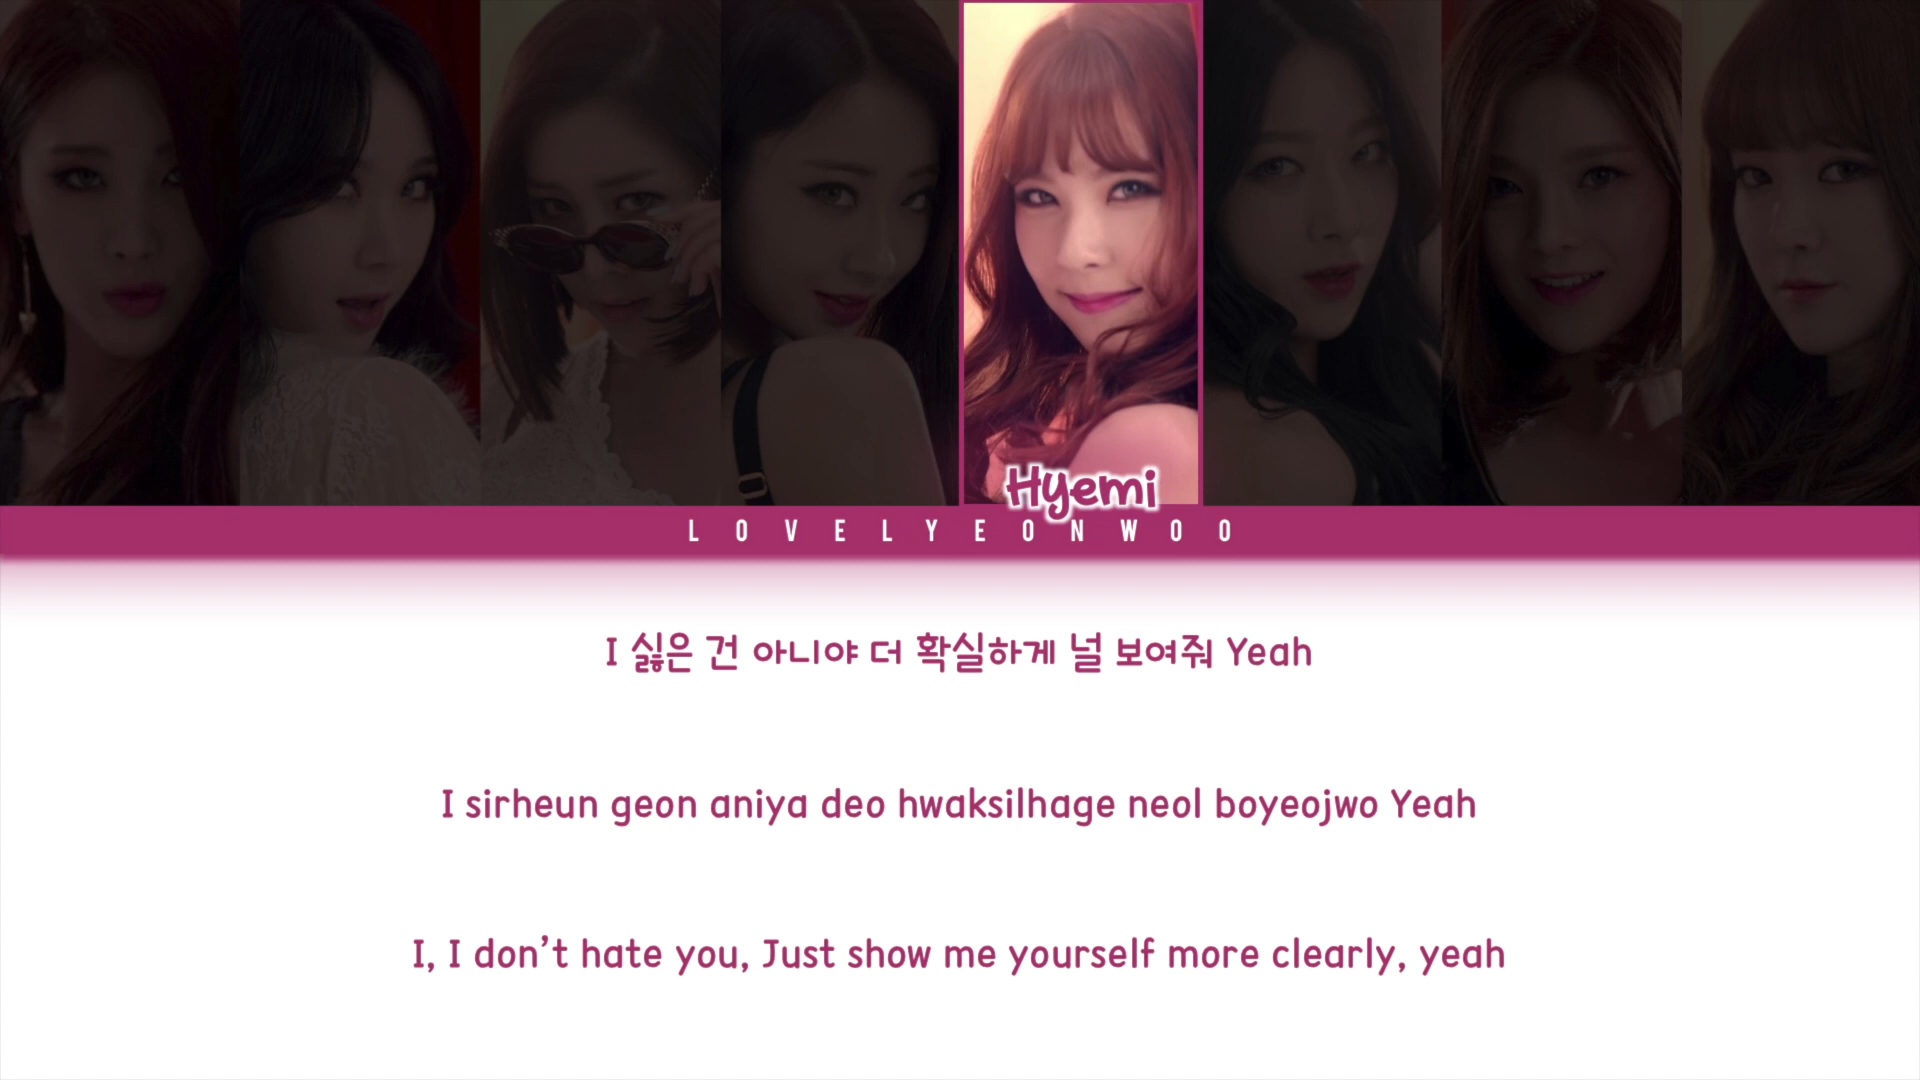 Hyemi
LOVELYEONWOO
I 싫은 건 아니야 더 확실하게 널 보여줘 Yeah
I sirheun geon aniya deo hwaksilhage neol boyeojwo Yeah
I, I don't hate you, Just show me yourself more clearly, yeah